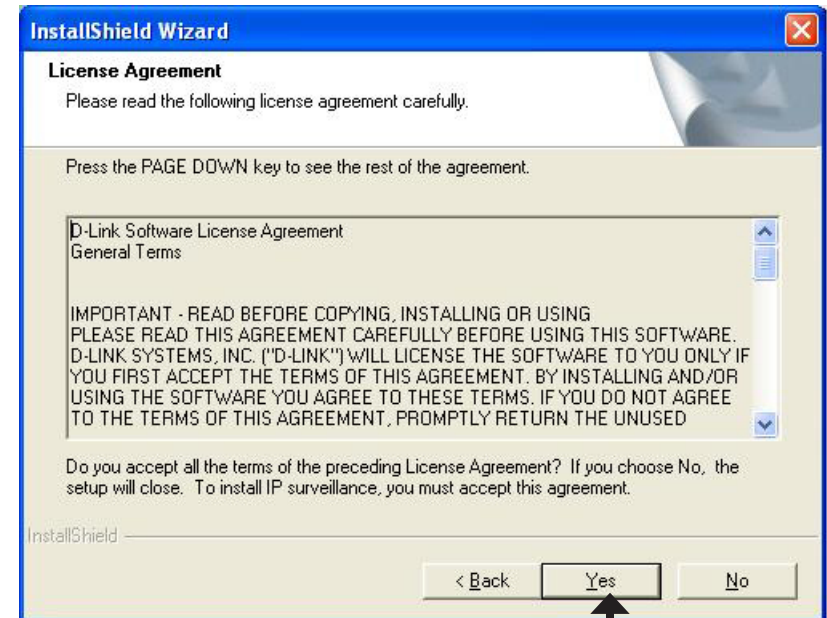 InstallShield Wizard
License Agreement
Please read the following license agreement carefully.
Press the PAGE DOWN key to see the rest of the agreement.
D-Link Software License Agreement
General Terms
IMPORTANT - READ BEFORE COPYING, INSTALLING OR USING
PLEASE READ THIS AGREEMENT CAREFULLY BEFORE USING THIS SOFTWARE.
D-LINK SYSTEMS, INC. ("D-LINK") WILL LICENSE THE SOFTWARE TO YOU ONLY IF
YOU FIRST ACCEPT THE TERMS OF THIS AGREEMENT. BY INSTALLING AND/OR
USING THE SOFTWARE YOU AGREE TO THESE TERMS. IF YOU DO NOT AGREE
TO THE TERMS OF THIS AGREEMENT, PROMPTLY RETURN THE UNUSED
Do you accept all the terms of the preceding License Agreement? If you choose No, the
setup will close. To install IP surveillance, you must accept this agreement.
InstallShield
< Back Yes No